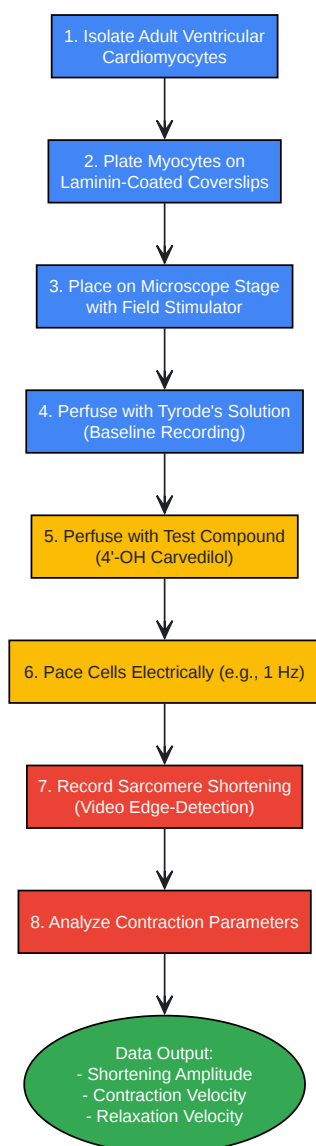 1. Isolate Adult Ventricular
Cardiomyocytes
2. Plate Myocytes on
Laminin-Coated Coverslips
3. Place on Microscope Stage
with Field Stimulator
4. Perfuse with Tyrode's Solution
(Baseline Recording)
5. Perfuse with Test Compound
(4'-OH Carvedilol)
6. Pace Cells Electrically (e.g., 1 Hz)
7. Record Sarcomere Shortening
(Video Edge-Detection)
8. Analyze Contraction Parameters
Data Output:
- Shortening Amplitude
- Contraction Velocity
- Relaxation Velocity